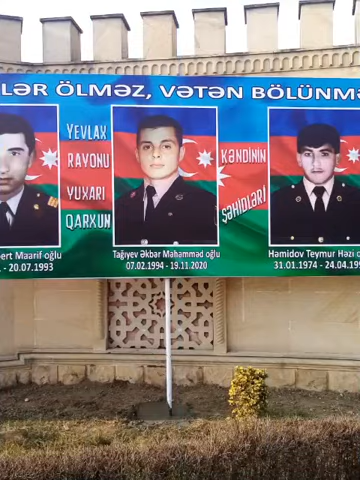 LƏR ÖLMƏZ, VƏTƏN BÖLÜNMƏ
YEVLAX
RAYONU
YUXARI
QARXUN
KƏNDİNİN
ŞƏHİDLƏRİ
ert Maarif oğlu
- 20.07.1993
Tağıyev Əkbər Məhəmməd oğlu
07.02.1994 - 19.11.2020
Həmidov Teymur Həzi o
31.01.1974 - 24.04.19